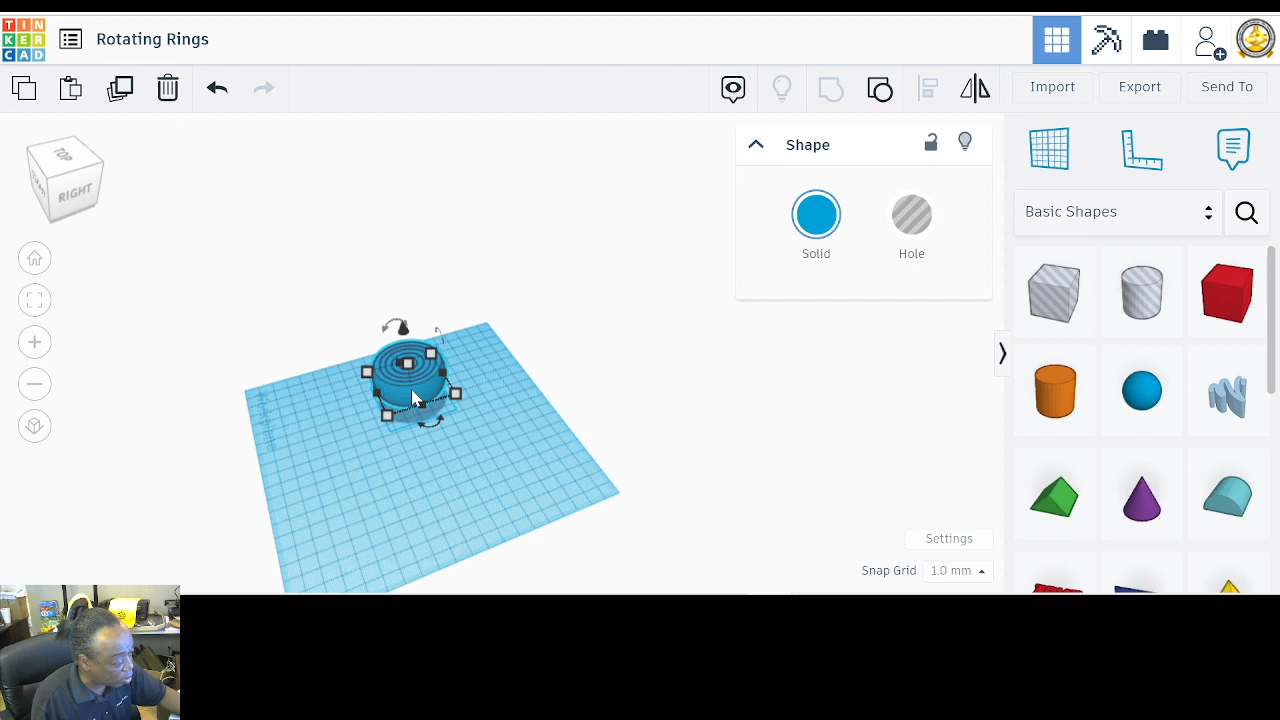 TIN
KER
CAD
Rotating Rings
Import
Export
Send To
TOP
RIGHT
Shape
Solid
Hole
Basic Shapes
Settings
Snap Grid
1.0 mm